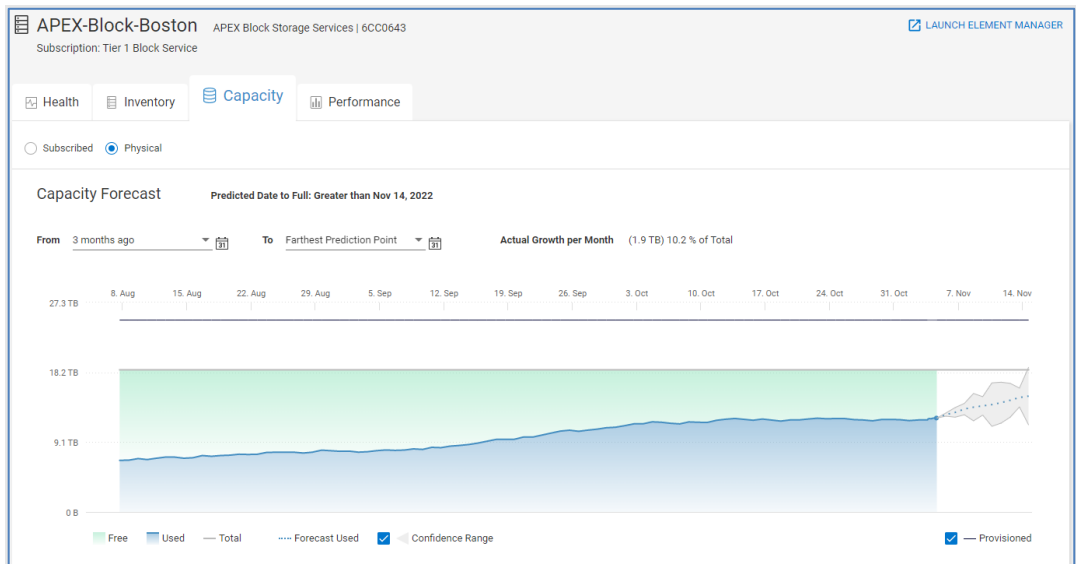 APEX-Block-Boston APEX Block Storage Services | 6CC0643
LAUNCH ELEMENT MANAGER
Subscription: Tier 1 Block Service
Health Inventory Capacity Performance
Subscribed Physical
Capacity Forecast Predicted Date to Full: Greater than Nov 14, 2022
From 3 months ago 31 To Farthest Prediction Point 31 Actual Growth per Month (1.9 TB) 10.2 % of Total
8. Aug 15. Aug 22. Aug 29. Aug 5. Sep 12. Sep 19. Sep 26. Sep 3. Oct 10. Oct 17. Oct 24. Oct 31. Oct 7. Nov 14. Nov
27.3 TB
18.2 TB
9.1 TB
0 B
Free Used Total Forecast Used Confidence Range Provisioned